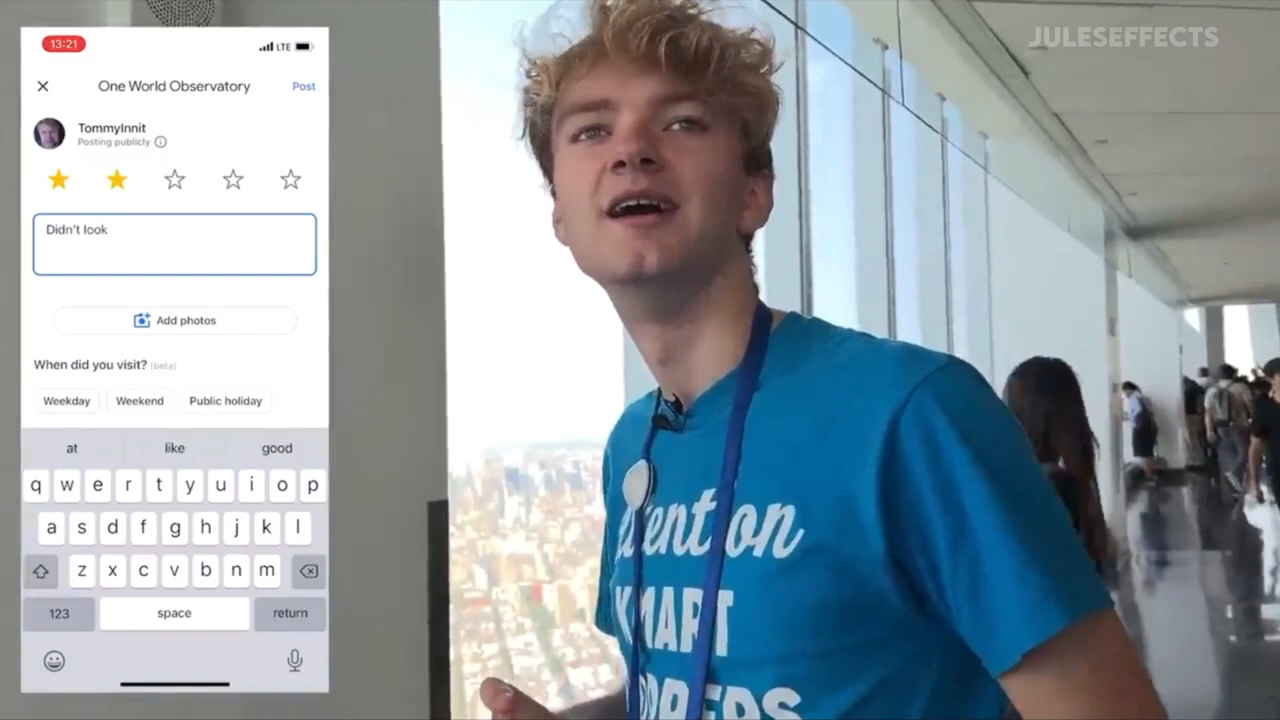 JULESEFFECTS
13:21
LTE
One World Observatory
Post
TommyInnit
Posting publicly
Didn't look
Add photos
When did you visit? (beta)
Weekday Weekend Public holiday
at like good
q w e r t y u i o p
a s d f g h j k l
z x c v b n m
123 space return